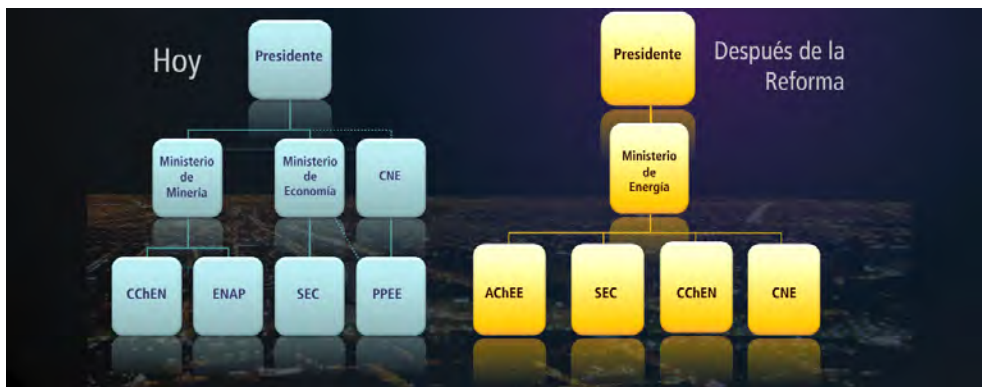 Hoy
Presidente
Ministerio
de
Minería
Ministerio
de
Economía
CNE
CChEN
ENAP
SEC
PPEE
Después de la
Reforma
Presidente
Ministerio
de
Energía
AChEE
SEC
CChEN
CNE